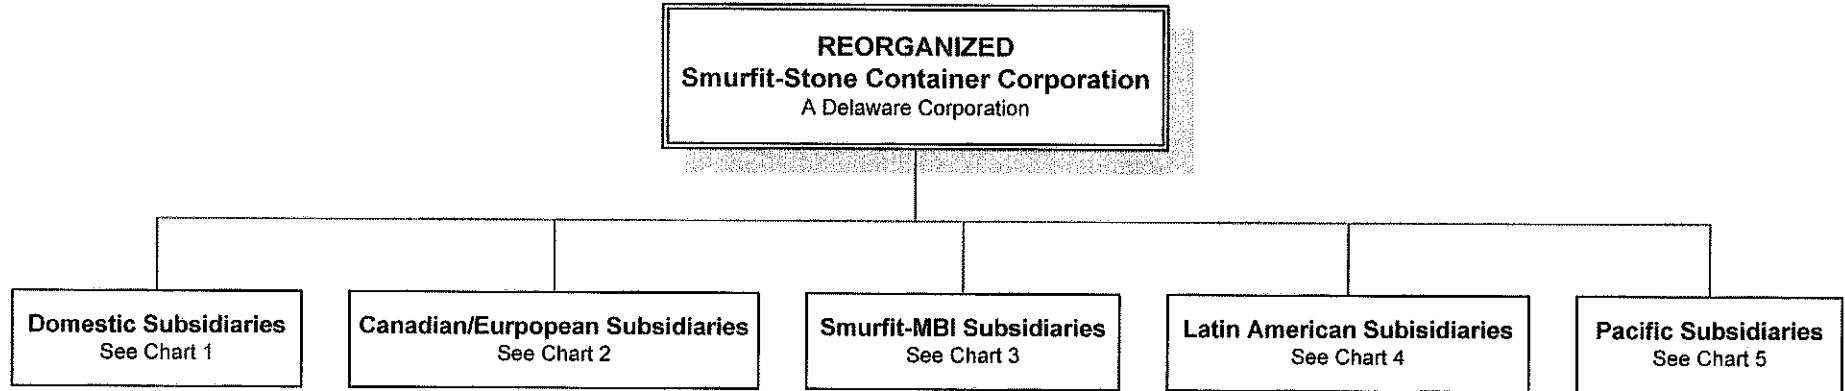 REORGANIZED
Smurfit-Stone Container Corporation
A Delaware Corporation
Domestic Subsidiaries
See Chart 1
Canadian/Eurpopean Subsidiaries
See Chart 2
Smurfit-MBI Subsidiaries
See Chart 3
Latin American Subisidiaries
See Chart 4
Pacific Subsidiaries
See Chart 5